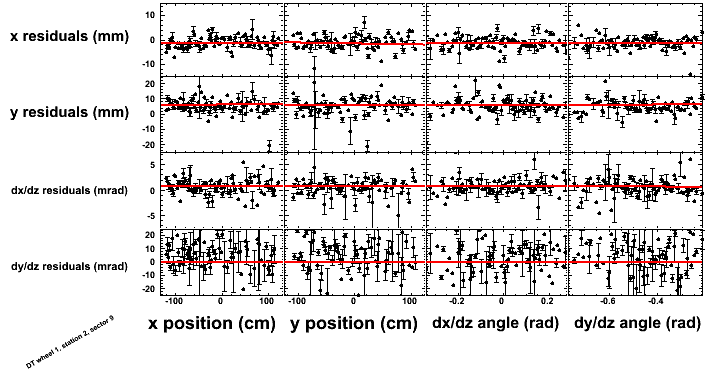 x residuals (mm)
10
0
-10
y residuals (mm)
20
10
0
-10
-20
dx/dz residuals (mrad)
5
0
-5
dy/dz residuals (mrad)
20
10
0
-10
-20
-100 0 100 -100 0 100 -0.2 0 0.2 -0.6 -0.4
x position (cm) y position (cm) dx/dz angle (rad) dy/dz angle (rad)
DT wheel 1, station 2, sector 9